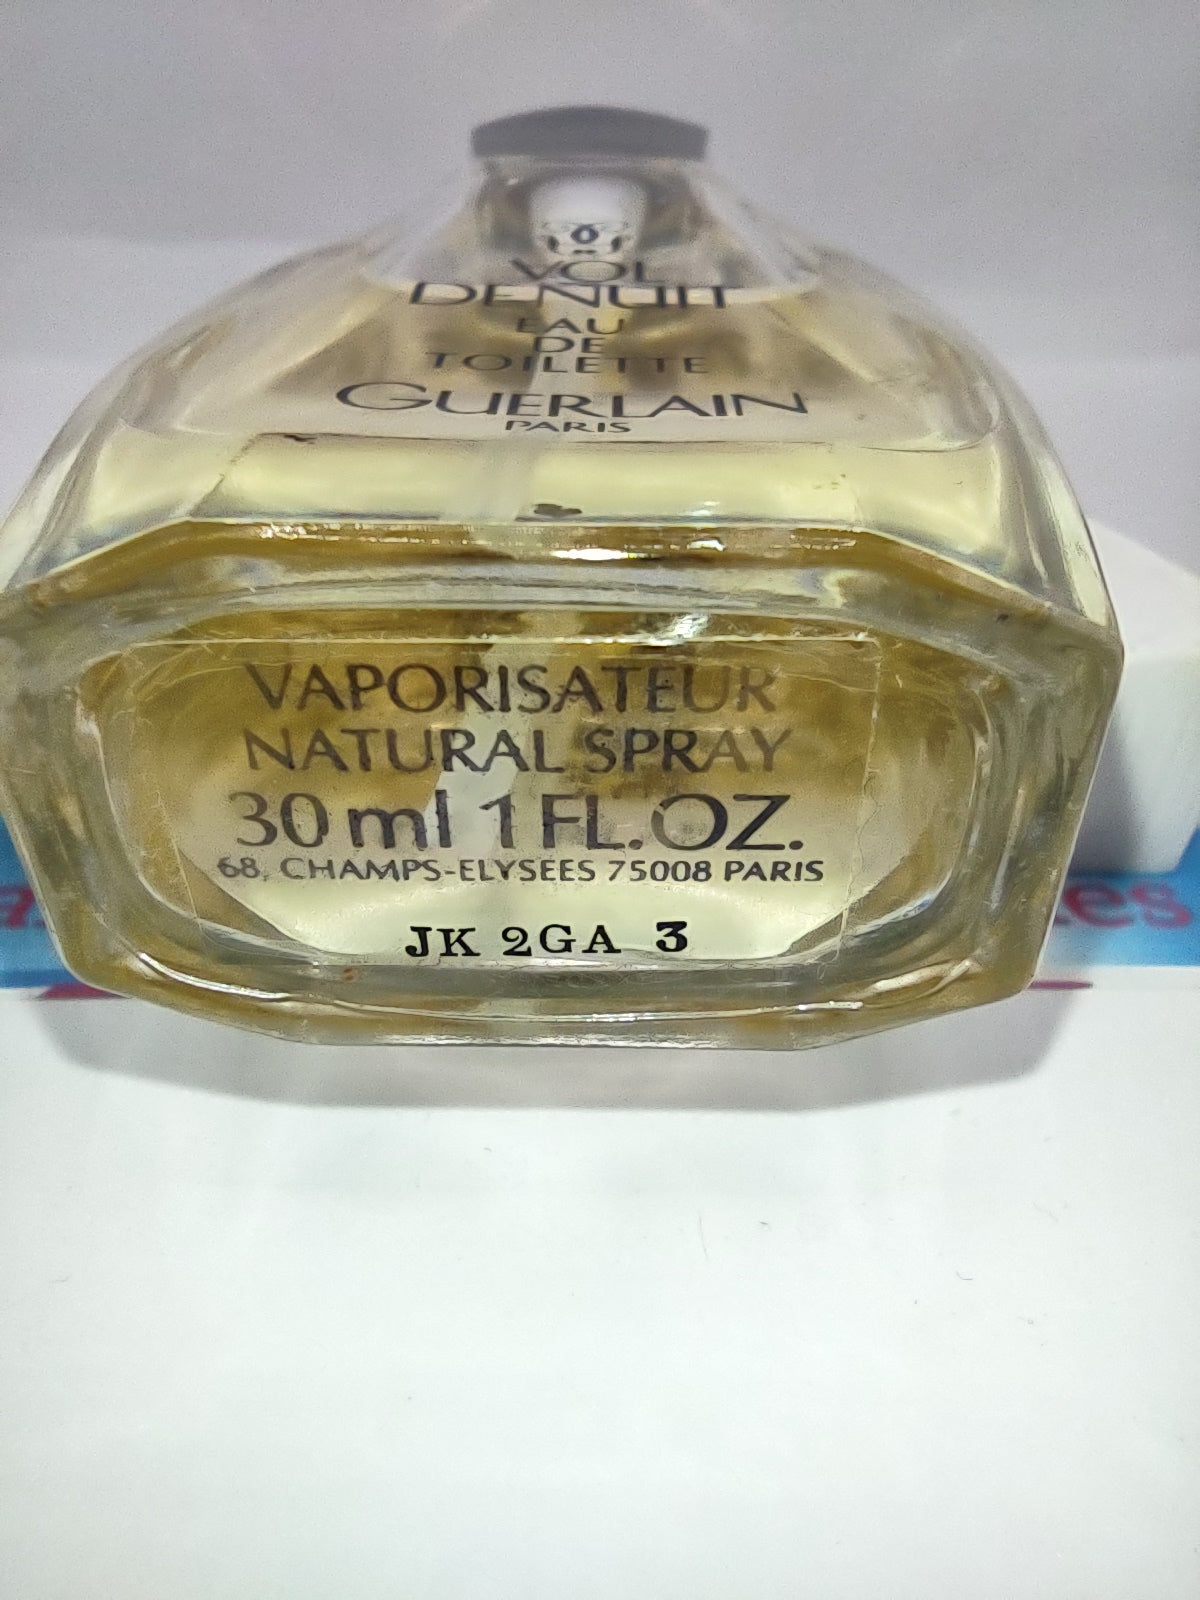 VOL
DE NUIT
EAU
DE
TOILETTE
GUERLAIN
PARIS
VAPORISATEUR
NATURAL SPRAY
30 ml 1 FL.OZ.
68, CHAMPS-ELYSEES 75008 PARIS
JK 2GA 3